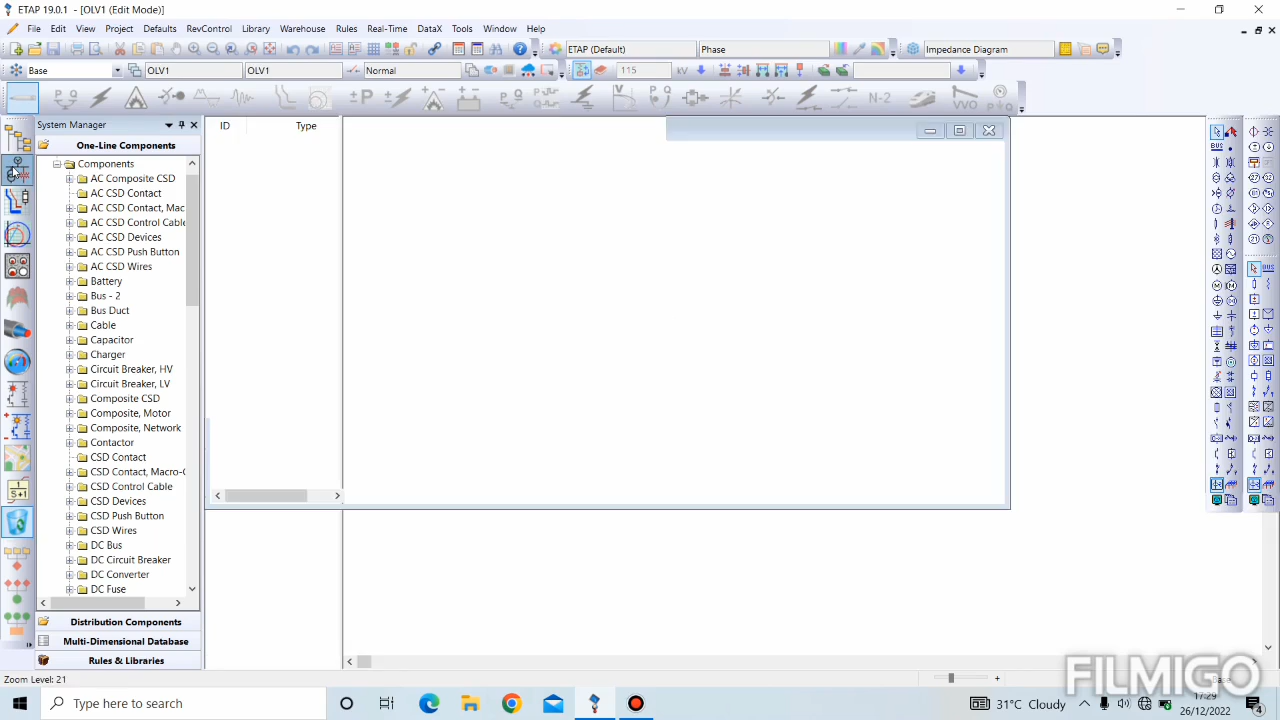 ETAP 19.0.1 - [OLV1 (Edit Mode)]
File Edit View Project Defaults RevControl Library Warehouse Rules Real-Time DataX Tools Window Help
ETAP (Default) Phase Impedance Diagram
Base OLV1 OLV1 Normal 115 kV
N-2 VVO
System Manager
ID Type
One-Line Components
Components
AC Composite CSD
AC CSD Contact
AC CSD Contact, Mac
AC CSD Control Cable
AC CSD Devices
AC CSD Push Button
AC CSD Wires
Battery
Bus - 2
Bus Duct
Cable
Capacitor
Charger
Circuit Breaker, HV
Circuit Breaker, LV
Composite CSD
Composite, Motor
Composite, Network
Contactor
CSD Contact
CSD Contact, Macro-C
CSD Control Cable
CSD Devices
CSD Push Button
CSD Wires
DC Bus
DC Circuit Breaker
DC Converter
DC Fuse
Distribution Components
Multi-Dimensional Database
Rules & Libraries
Zoom Level: 21
Base
FILMIGO
Type here to search
31°C Cloudy
17:29
26/12/2022
4